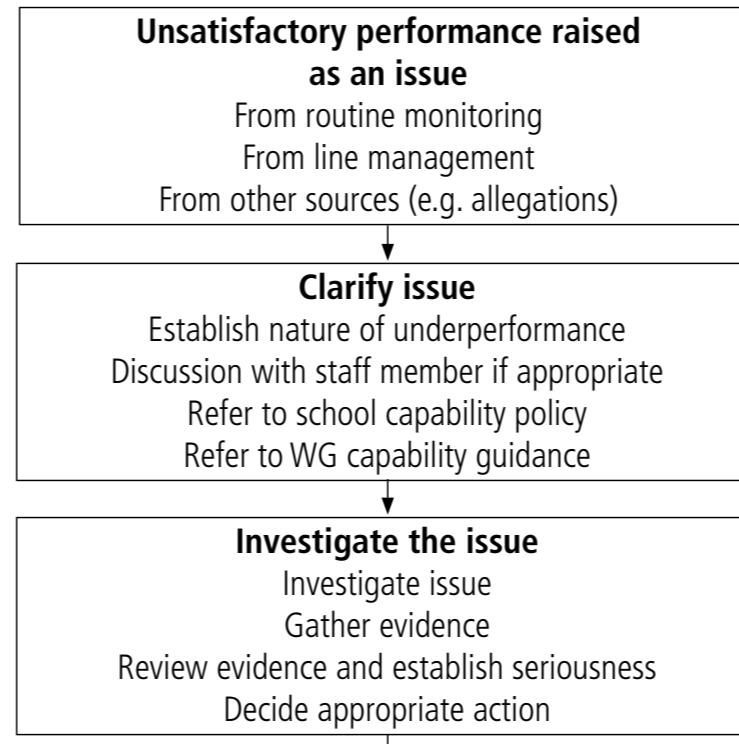 Unsatisfactory performance raised
as an issue
From routine monitoring
From line management
From other sources (e.g. allegations)
Clarify issue
Establish nature of underperformance
Discussion with staff member if appropriate
Refer to school capability policy
Refer to WG capability guidance
Investigate the issue
Investigate issue
Gather evidence
Review evidence and establish seriousness
Decide appropriate action